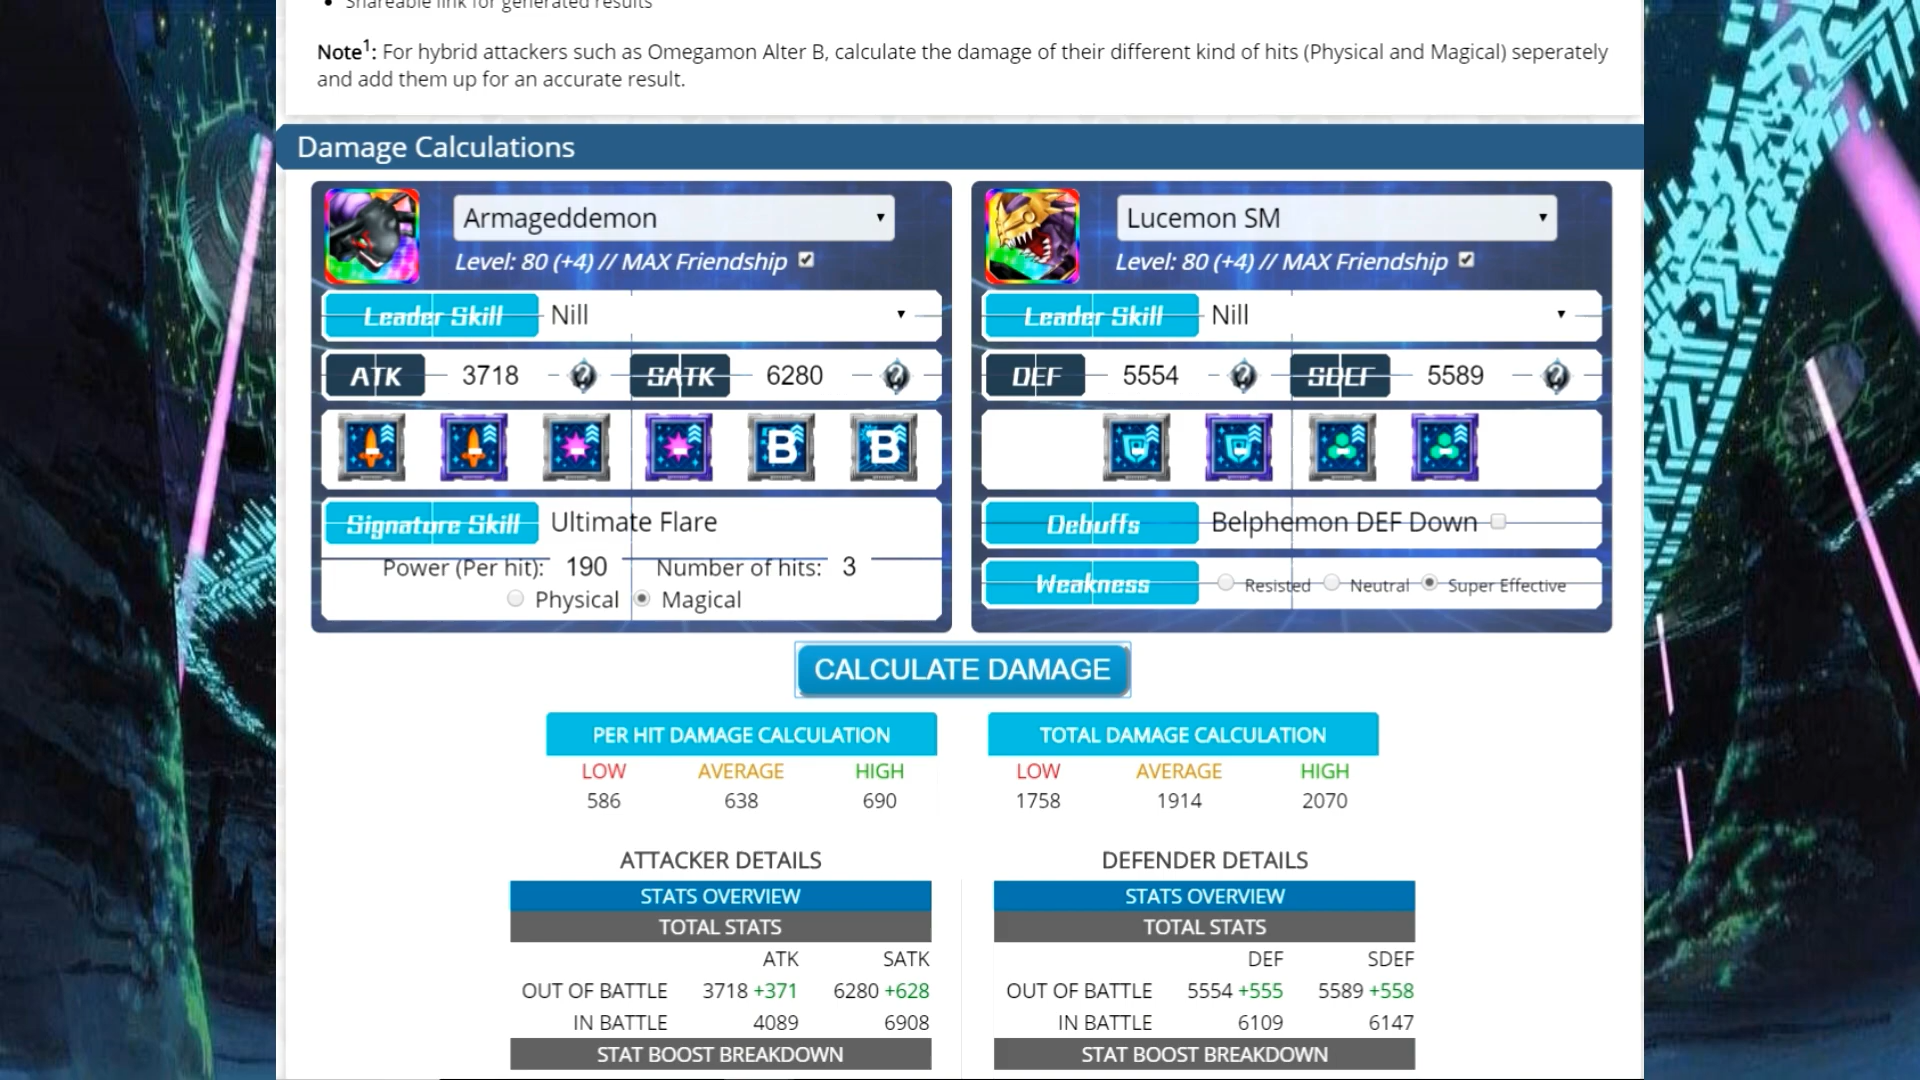 Shareable link for generated results
Note1: For hybrid attackers such as Omegamon Alter B, calculate the damage of their different kind of hits (Physical and Magical) seperately
and add them up for an accurate result.
Damage Calculations
Armageddemon
Level: 80 (+4) // MAX Friendship
Leader Skill Nill
ATK 3718 SATK 6280
B B
Signature Skill Ultimate Flare
Power (Per hit): 190 Number of hits: 3
Physical Magical
Lucemon SM
Level: 80 (+4) // MAX Friendship
Leader Skill Nill
DEF 5554 SDEF 5589
Debuffs Belphemon DEF Down
Weakness Resisted Neutral Super Effective
CALCULATE DAMAGE
PER HIT DAMAGE CALCULATION
LOW AVERAGE HIGH
586 638 690
TOTAL DAMAGE CALCULATION
LOW AVERAGE HIGH
1758 1914 2070
ATTACKER DETAILS
STATS OVERVIEW
TOTAL STATS
ATK SATK
OUT OF BATTLE 3718 +371 6280 +628
IN BATTLE 4089 6908
STAT BOOST BREAKDOWN
DEFENDER DETAILS
STATS OVERVIEW
TOTAL STATS
DEF SDEF
OUT OF BATTLE 5554 +555 5589 +558
IN BATTLE 6109 6147
STAT BOOST BREAKDOWN